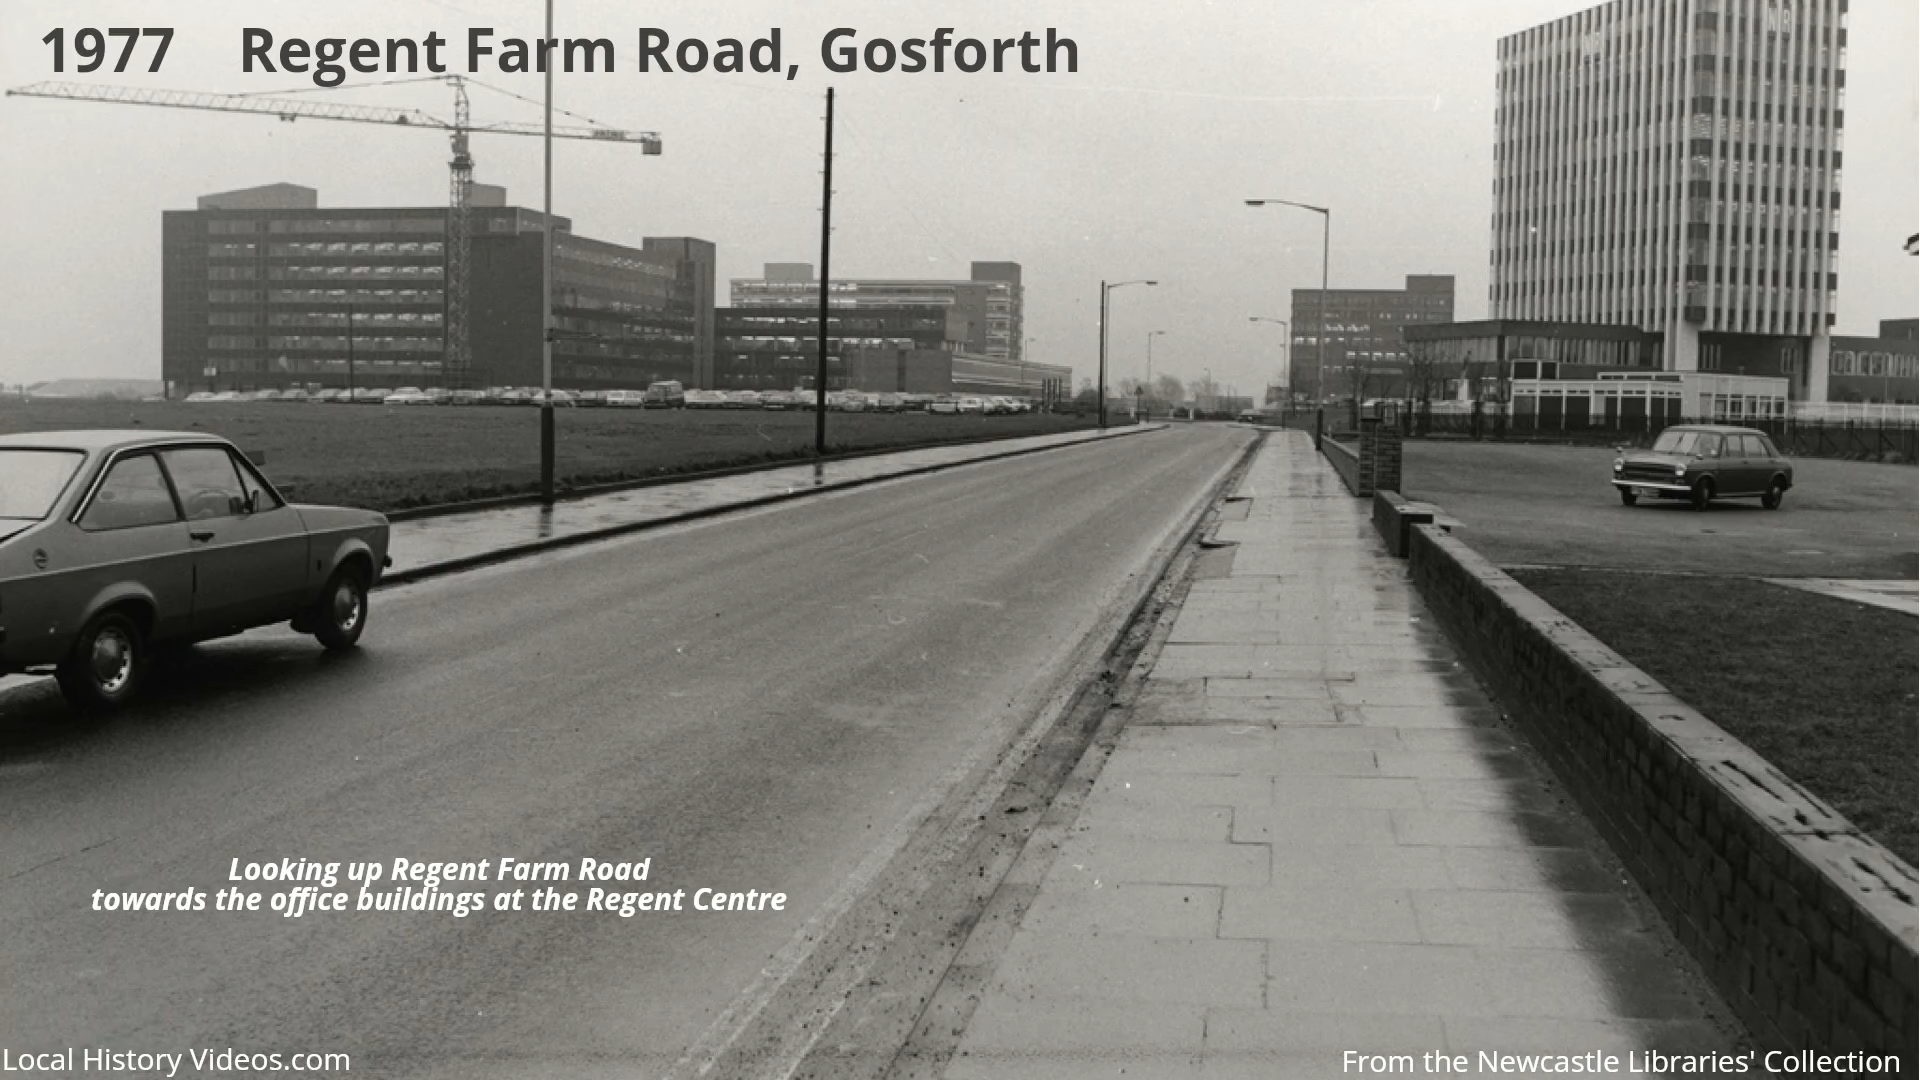 1977 Regent Farm Road, Gosforth
NR
Looking up Regent Farm Road
towards the office buildings at the Regent Centre
Local History Videos.com
From the Newcastle Libraries' Collection